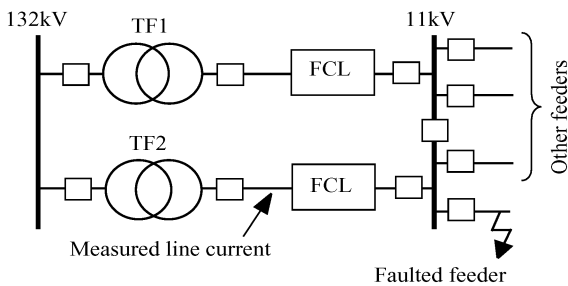 132kV
11kV
TF1
FCL
TF2
FCL
Other feeders
Measured line current
Faulted feeder